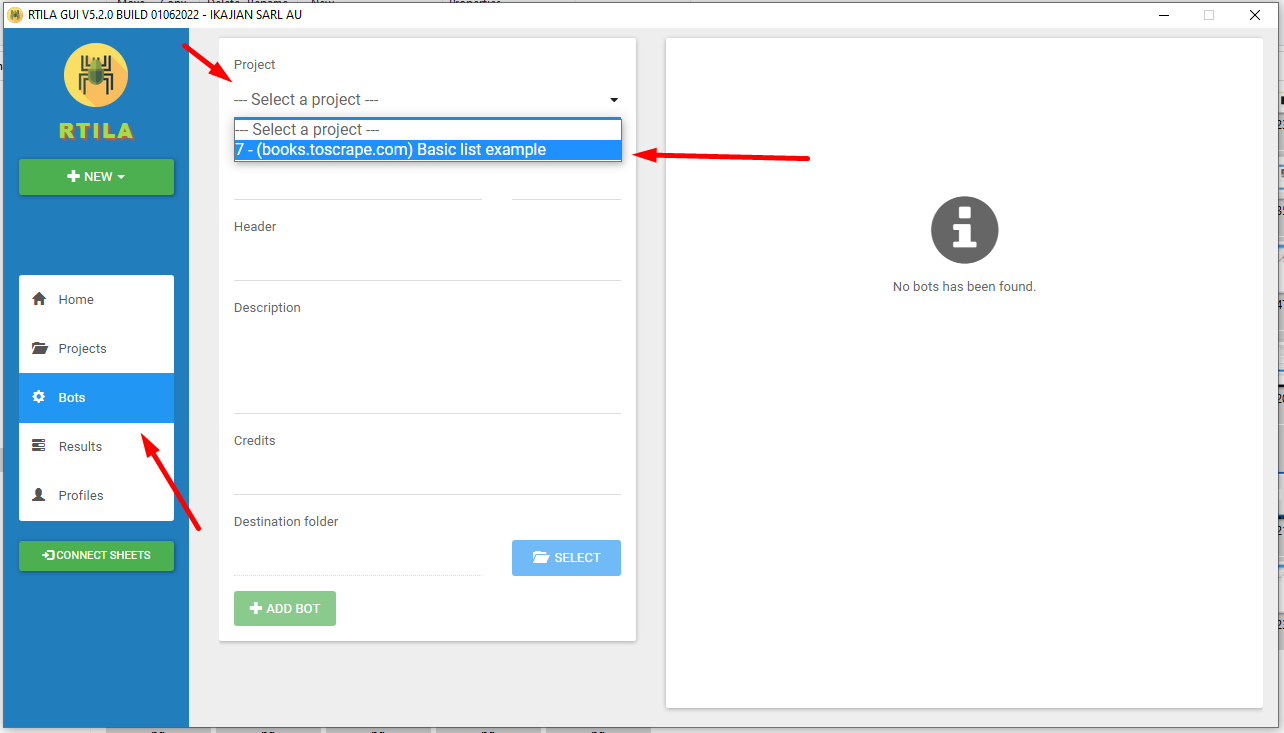 RTILA GUI V5.2.0 BUILD 01062022 - IKAJIAN SARL AU
RTILA
NEW
Home
Projects
Bots
Results
Profiles
CONNECT SHEETS
Project
--- Select a project ---
--- Select a project ---
7 - (books.toscrape.com) Basic list example
Header
Description
Credits
Destination folder
SELECT
ADD BOT
No bots has been found.